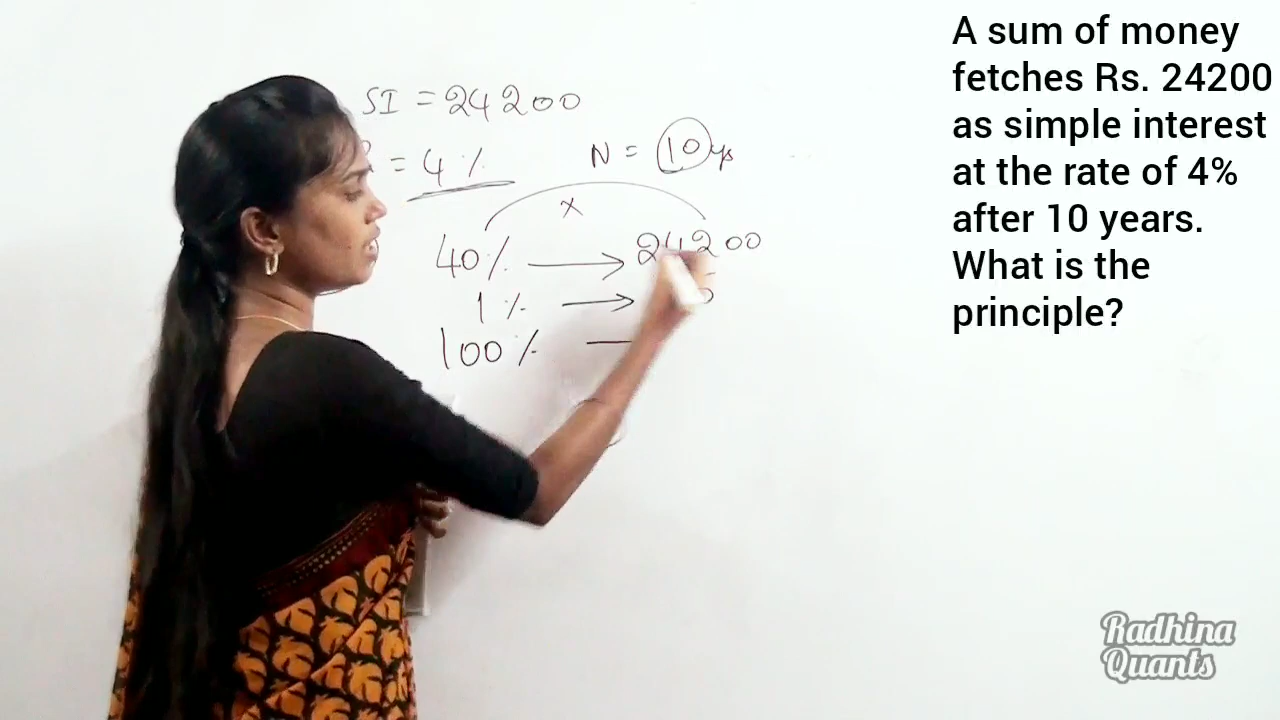 SI = 24200
= 4 %
N = 10 ys
x
40% → 24200
1% →
100% —
A sum of money
fetches Rs. 24200
as simple interest
at the rate of 4%
after 10 years.
What is the
principle?
Radhina
Quants